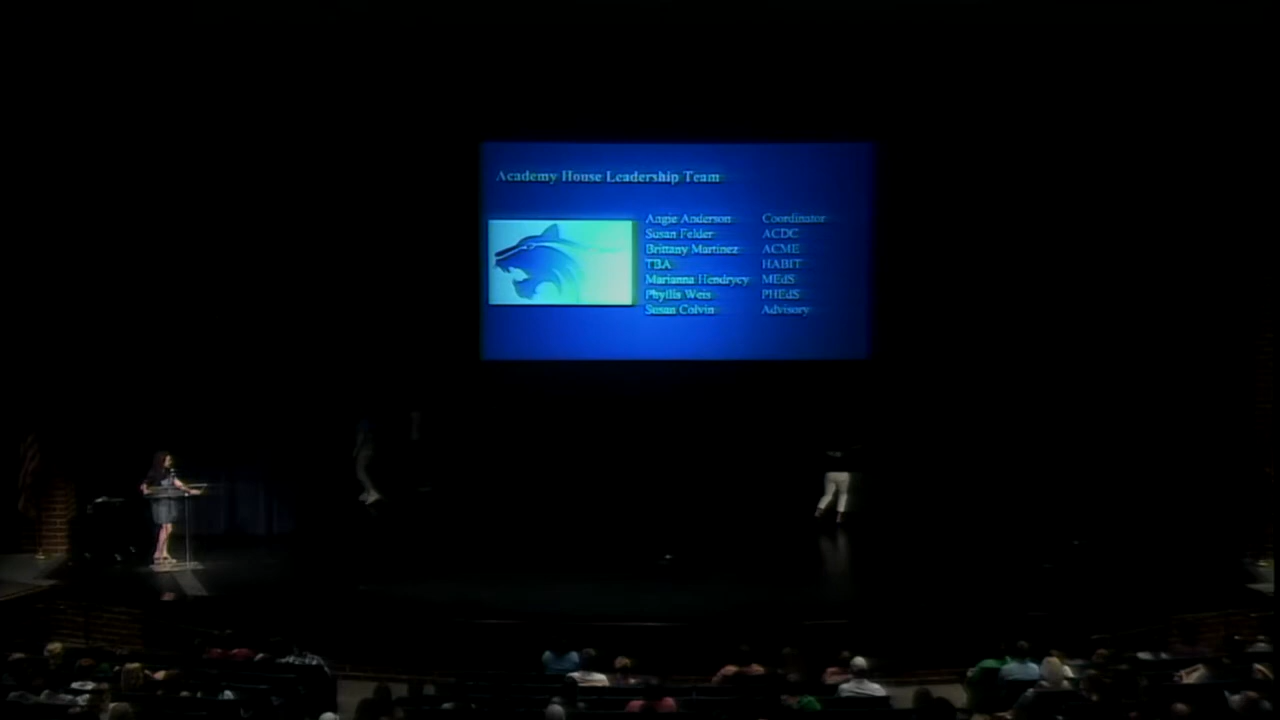 Academy House Leadership Team
Angie Anderson Coordinator
Susan Felder ACDC
Brittany Martinez ACME
TBA HABIT
Marianna Hendrycy MEdS
Phyllis Weis PHEdS
Susan Colvin Advisory